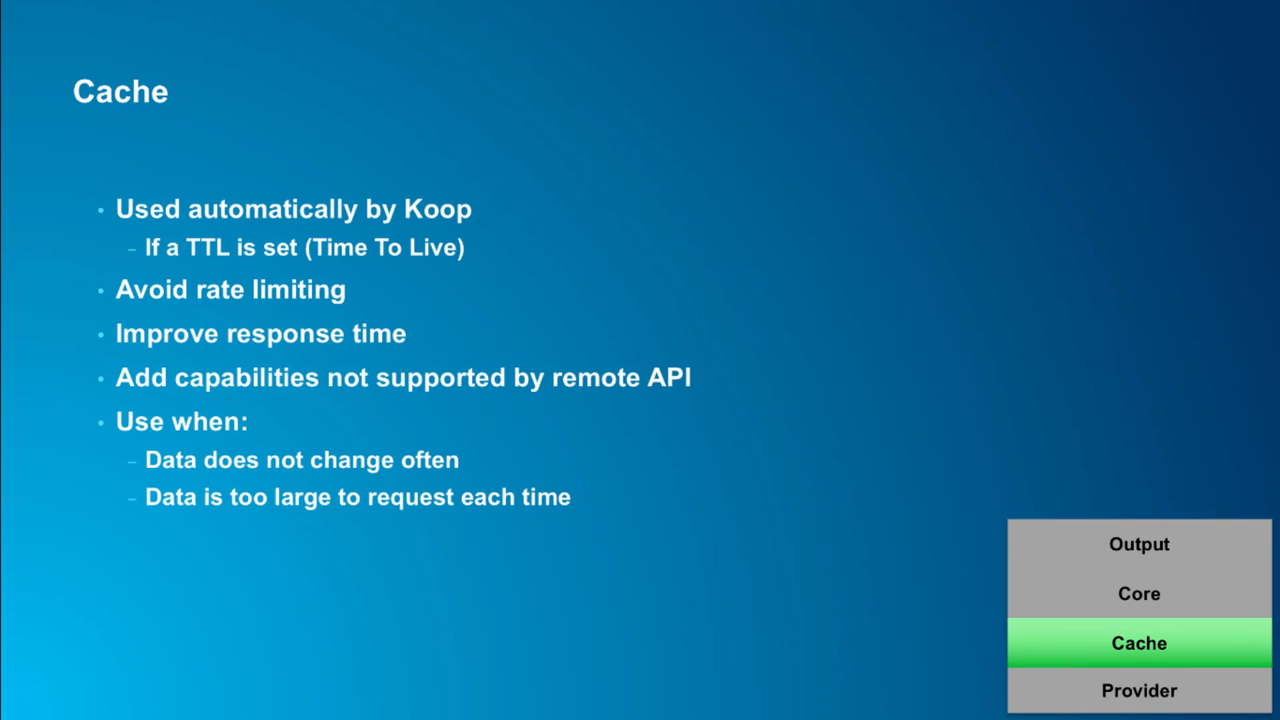 Cache
· Used automatically by Koop
– If a TTL is set (Time To Live)
· Avoid rate limiting
· Improve response time
· Add capabilities not supported by remote API
· Use when:
– Data does not change often
– Data is too large to request each time
Output
Core
Cache
Provider